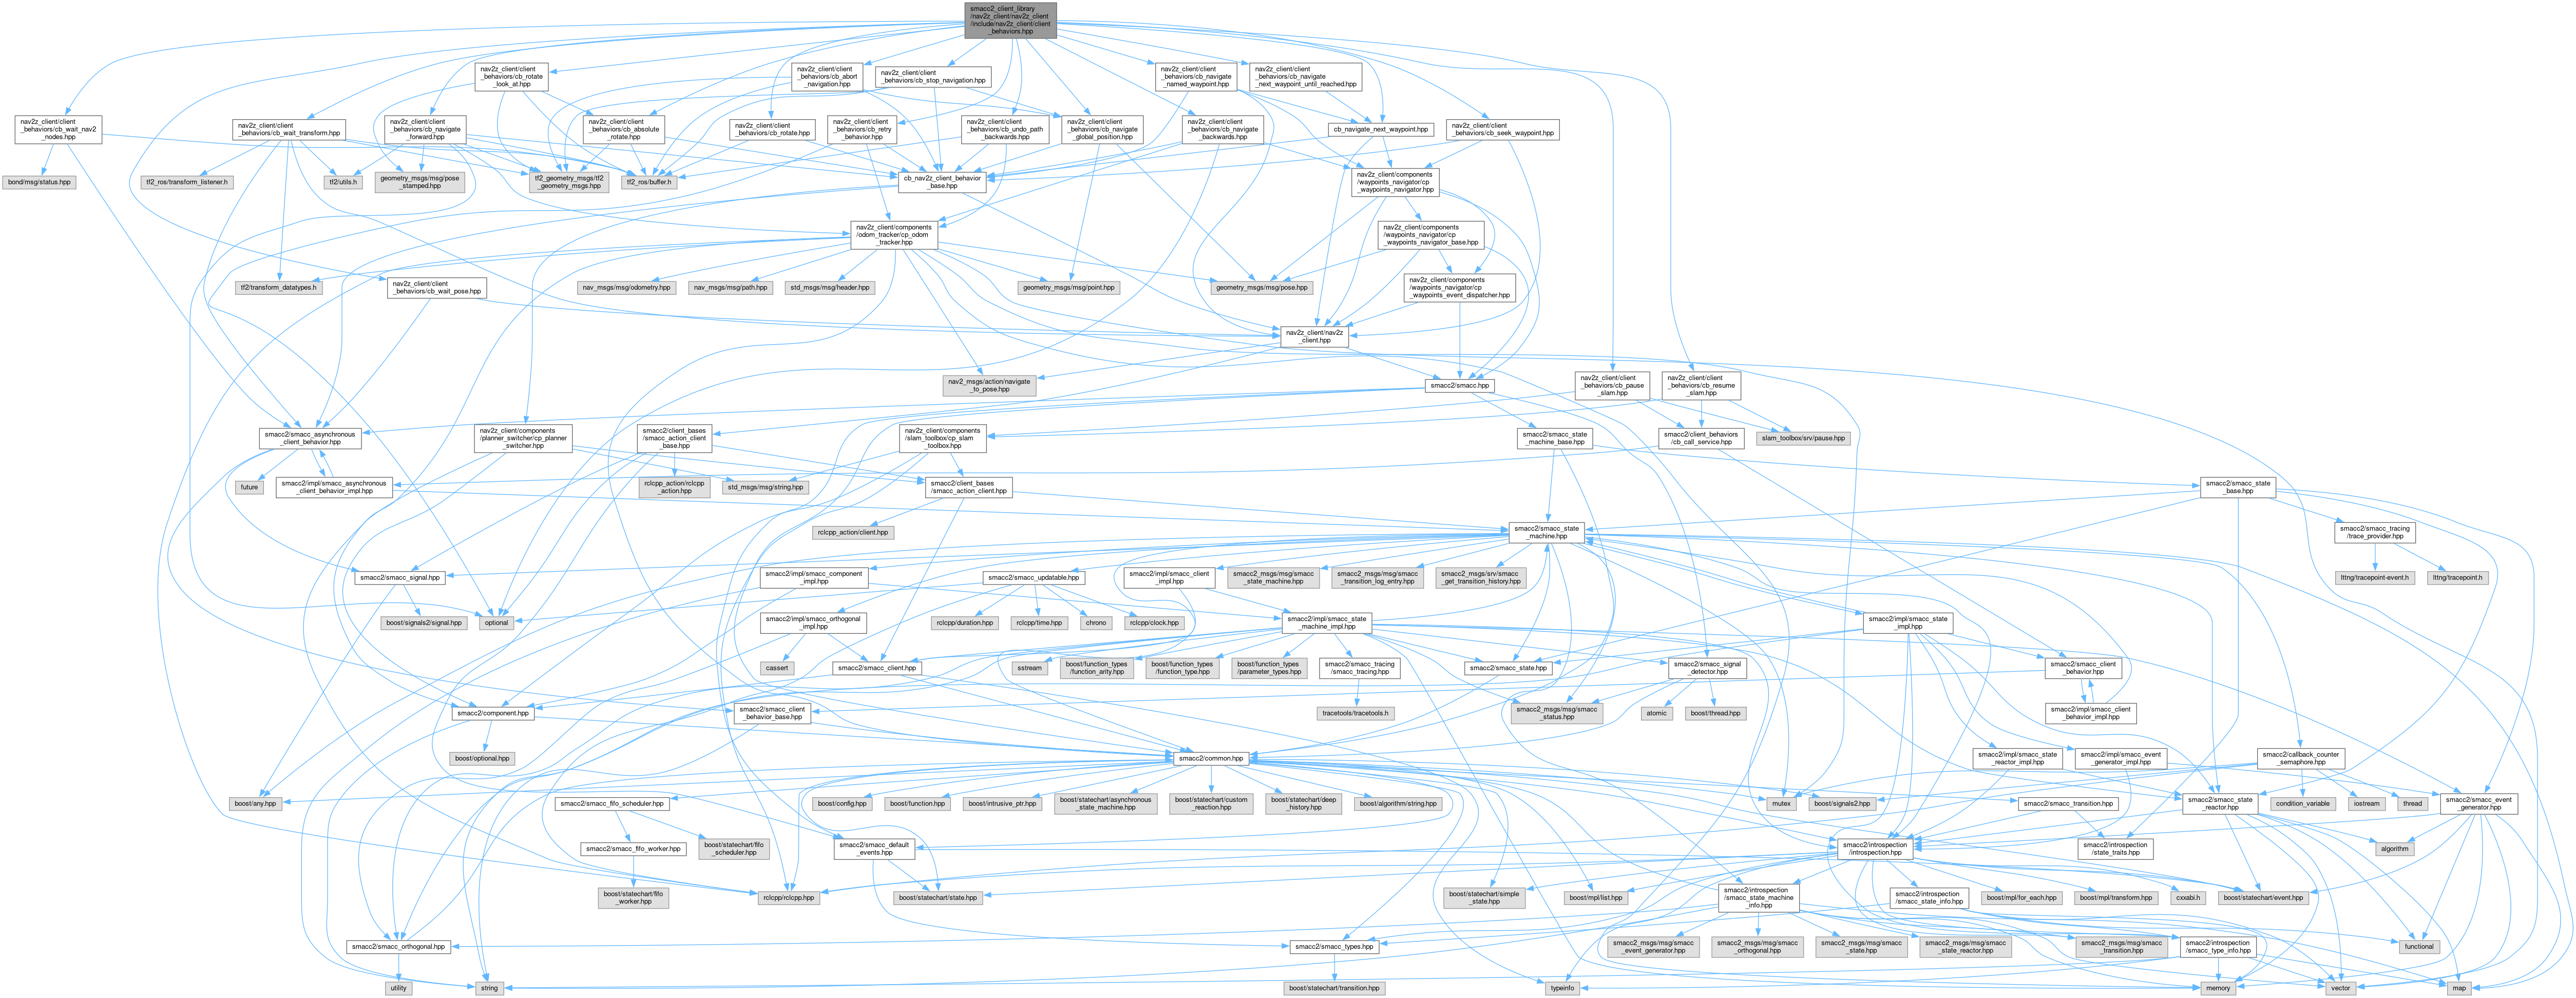 smacc2_client_library
/nav2z_client/nav2z_client
/include/nav2z_client/client
_behaviors.hpp
nav2z_client/client
_behaviors/cb_rotate
_look_at.hpp
nav2z_client/client
_behaviors/cb_abort
_navigation.hpp
nav2z_client/client
_behaviors/cb_stop_navigation.hpp
nav2z_client/client
_behaviors/cb_navigate
_named_waypoint.hpp
nav2z_client/client
_behaviors/cb_navigate
_next_waypoint_until_reached.hpp
nav2z_client/client
_behaviors/cb_wait_nav2
_nodes.hpp
nav2z_client/client
_behaviors/cb_wait_transform.hpp
nav2z_client/client
_behaviors/cb_navigate
_forward.hpp
nav2z_client/client
_behaviors/cb_absolute
_rotate.hpp
nav2z_client/client
_behaviors/cb_rotate.hpp
nav2z_client/client
_behaviors/cb_retry
_behavior.hpp
nav2z_client/client
_behaviors/cb_undo_path
_backwards.hpp
nav2z_client/client
_behaviors/cb_navigate
_global_position.hpp
nav2z_client/client
_behaviors/cb_navigate
_backwards.hpp
cb_navigate_next_waypoint.hpp
nav2z_client/client
_behaviors/cb_seek_waypoint.hpp
bond/msg/status.hpp
tf2_ros/transform_listener.h
tf2/utils.h
geometry_msgs/msg/pose
_stamped.hpp
tf2_geometry_msgs/tf2
_geometry_msgs.hpp
tf2_ros/buffer.h
cb_nav2z_client_behavior
_base.hpp
nav2z_client/components
/waypoints_navigator/cp
_waypoints_navigator.hpp
nav2z_client/components
/odom_tracker/cp_odom
_tracker.hpp
nav2z_client/components
/waypoints_navigator/cp
_waypoints_navigator_base.hpp
tf2/transform_datatypes.h
nav2z_client/client
_behaviors/cb_wait_pose.hpp
nav_msgs/msg/odometry.hpp
nav_msgs/msg/path.hpp
std_msgs/msg/header.hpp
geometry_msgs/msg/point.hpp
geometry_msgs/msg/pose.hpp
nav2z_client/components
/waypoints_navigator/cp
_waypoints_event_dispatcher.hpp
nav2z_client/nav2z
_client.hpp
nav2_msgs/action/navigate
_to_pose.hpp
smacc2/smacc.hpp
nav2z_client/client
_behaviors/cb_pause
_slam.hpp
nav2z_client/client
_behaviors/cb_resume
_slam.hpp
smacc2/smacc_asynchronous
_client_behavior.hpp
nav2z_client/components
/planner_switcher/cp_planner
_switcher.hpp
smacc2/client_bases
/smacc_action_client
_base.hpp
nav2z_client/components
/slam_toolbox/cp_slam
_toolbox.hpp
smacc2/smacc_state
_machine_base.hpp
smacc2/client_behaviors
/cb_call_service.hpp
slam_toolbox/srv/pause.hpp
future
smacc2/impl/smacc_asynchronous
_client_behavior_impl.hpp
rclcpp_action/rclcpp
_action.hpp
std_msgs/msg/string.hpp
smacc2/client_bases
/smacc_action_client.hpp
smacc2/smacc_state
_base.hpp
rclcpp_action/client.hpp
smacc2/smacc_state
_machine.hpp
smacc2/smacc_tracing
/trace_provider.hpp
smacc2/smacc_signal.hpp
smacc2/impl/smacc_component
_impl.hpp
smacc2/smacc_updatable.hpp
smacc2/impl/smacc_client
_impl.hpp
smacc2_msgs/msg/smacc
_state_machine.hpp
smacc2_msgs/msg/smacc
_transition_log_entry.hpp
smacc2_msgs/srv/smacc
_get_transition_history.hpp
lttng/tracepoint-event.h
lttng/tracepoint.h
boost/signals2/signal.hpp
optional
smacc2/impl/smacc_orthogonal
_impl.hpp
rclcpp/duration.hpp
rclcpp/time.hpp
chrono
rclcpp/clock.hpp
smacc2/impl/smacc_state
_machine_impl.hpp
smacc2/impl/smacc_state
_impl.hpp
cassert
smacc2/smacc_client.hpp
sstream
boost/function_types
/function_arity.hpp
boost/function_types
/function_type.hpp
boost/function_types
/parameter_types.hpp
smacc2/smacc_tracing
/smacc_tracing.hpp
smacc2/smacc_state.hpp
smacc2/smacc_signal
_detector.hpp
smacc2/smacc_client
_behavior.hpp
smacc2/component.hpp
smacc2/smacc_client
_behavior_base.hpp
tracetools/tracetools.h
smacc2_msgs/msg/smacc
_status.hpp
atomic
boost/thread.hpp
smacc2/impl/smacc_client
_behavior_impl.hpp
boost/optional.hpp
smacc2/common.hpp
smacc2/impl/smacc_state
_reactor_impl.hpp
smacc2/impl/smacc_event
_generator_impl.hpp
smacc2/callback_counter
_semaphore.hpp
boost/any.hpp
smacc2/smacc_fifo_scheduler.hpp
boost/config.hpp
boost/function.hpp
boost/intrusive_ptr.hpp
boost/statechart/asynchronous
_state_machine.hpp
boost/statechart/custom
_reaction.hpp
boost/statechart/deep
_history.hpp
boost/algorithm/string.hpp
mutex
boost/signals2.hpp
smacc2/smacc_transition.hpp
smacc2/smacc_state
_reactor.hpp
condition_variable
iostream
thread
smacc2/smacc_event
_generator.hpp
smacc2/smacc_fifo_worker.hpp
boost/statechart/fifo
_scheduler.hpp
smacc2/smacc_default
_events.hpp
smacc2/introspection
/introspection.hpp
smacc2/introspection
/state_traits.hpp
algorithm
boost/statechart/fifo
_worker.hpp
rclcpp/rclcpp.hpp
boost/statechart/state.hpp
boost/statechart/simple
_state.hpp
boost/mpl/list.hpp
smacc2/introspection
/smacc_state_machine
_info.hpp
smacc2/introspection
/smacc_state_info.hpp
boost/mpl/for_each.hpp
boost/mpl/transform.hpp
cxxabi.h
boost/statechart/event.hpp
smacc2/smacc_orthogonal.hpp
smacc2/smacc_types.hpp
smacc2_msgs/msg/smacc
_event_generator.hpp
smacc2_msgs/msg/smacc
_orthogonal.hpp
smacc2_msgs/msg/smacc
_state.hpp
smacc2_msgs/msg/smacc
_state_reactor.hpp
smacc2_msgs/msg/smacc
_transition.hpp
smacc2/introspection
/smacc_type_info.hpp
functional
utility
string
boost/statechart/transition.hpp
typeinfo
memory
vector
map